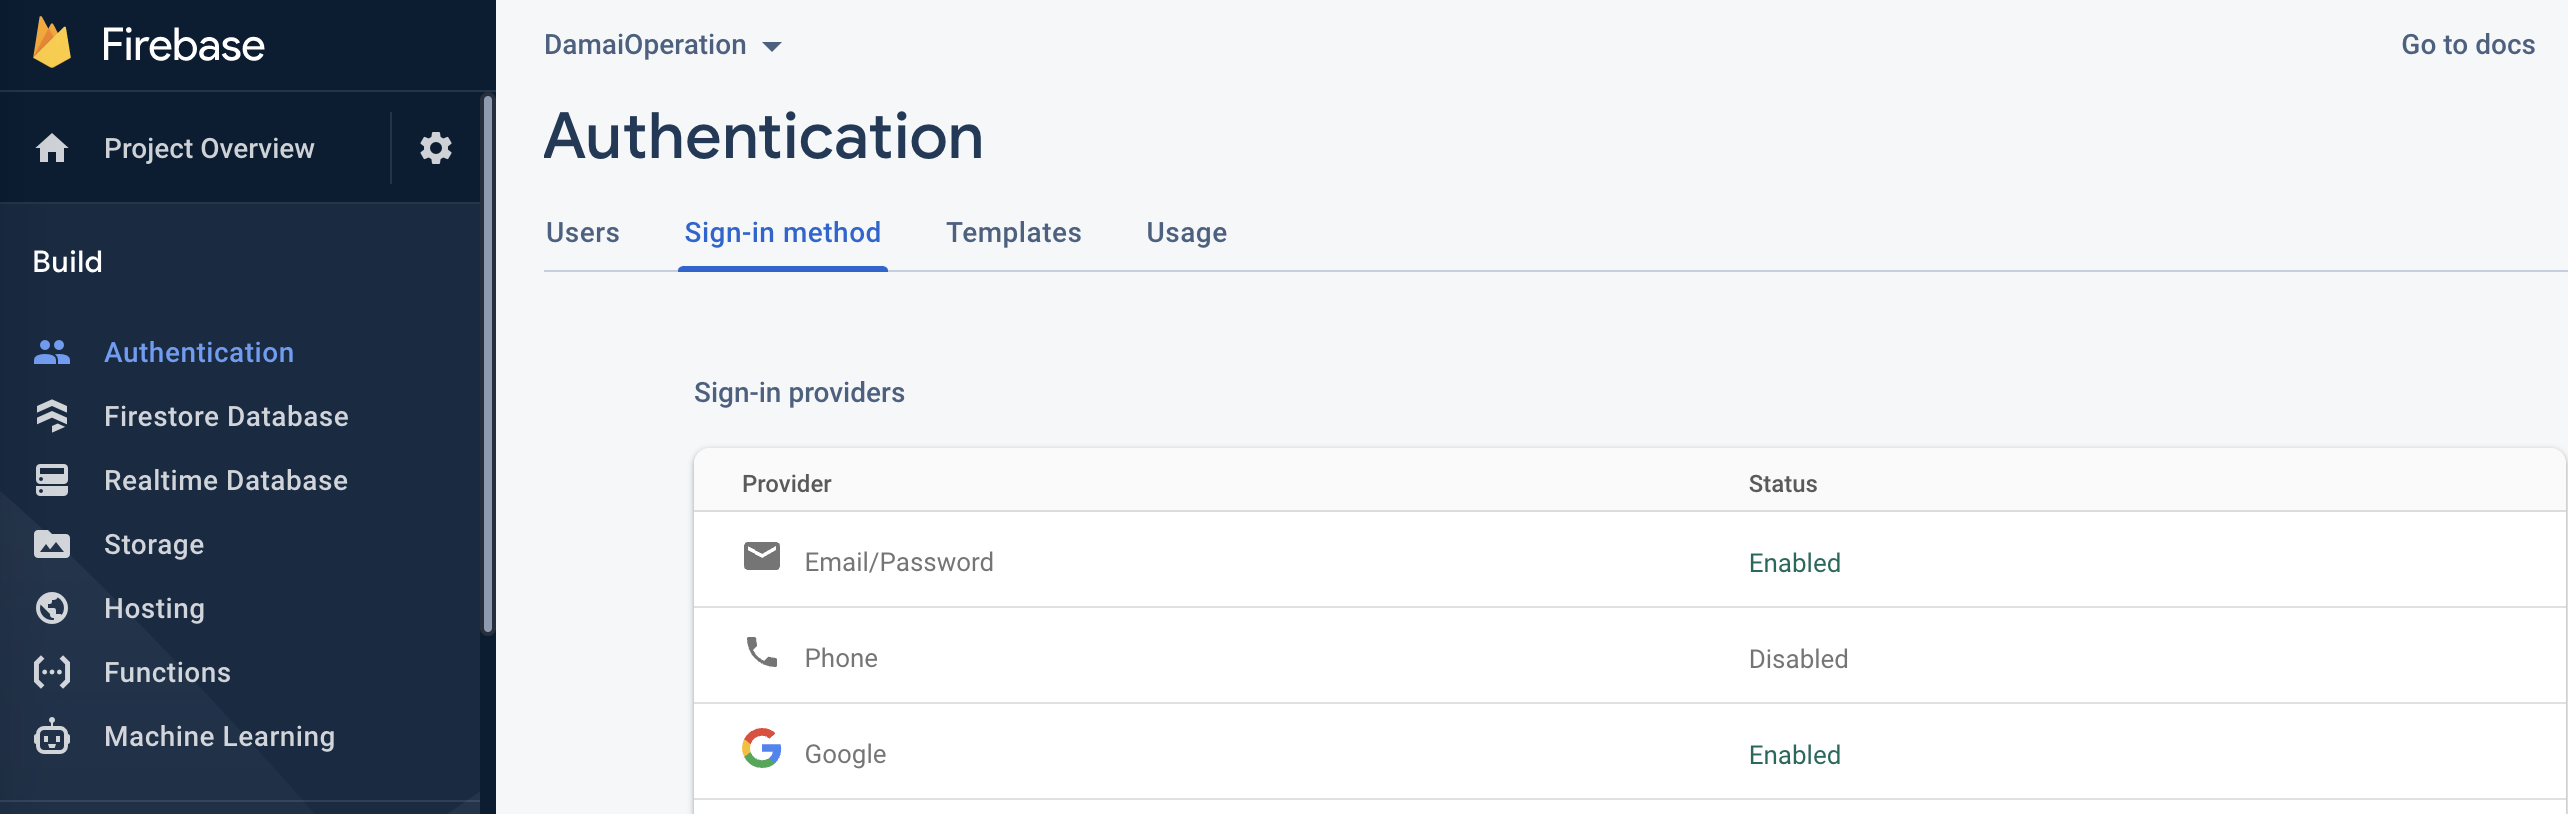 Firebase
Project Overview
Build
Authentication
Firestore Database
Realtime Database
Storage
Hosting
Functions
Machine Learning
DamaiOperation
Go to docs
Authentication
Users Sign-in method Templates Usage
Sign-in providers
Provider Status
Email/Password Enabled
Phone Disabled
Google Enabled